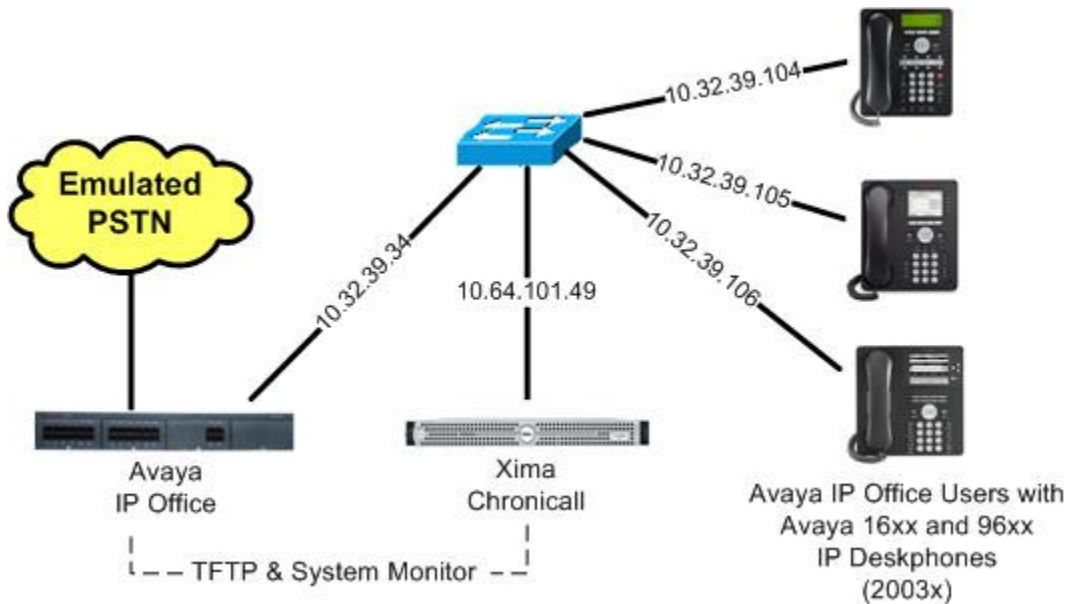 10.32.39.104
Emulated
PSTN
10.32.39.105
10.32.39.106
10.32.39.34
10.64.101.49
Avaya
IP Office
Xima
Chronicall
Avaya IP Office Users with
Avaya 16xx and 96xx
IP Deskphones
(2003x)
TFTP & System Monitor